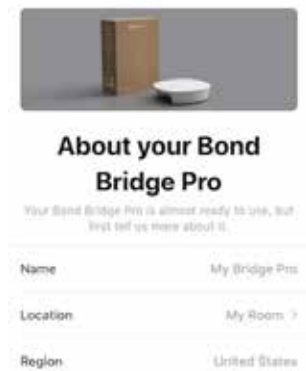 About your Bond
Bridge Pro
Your Bond Bridge Pro is almost ready to use, but
first tell us more about it.
Name My Bridge Pro
Location My Room >
Region United States